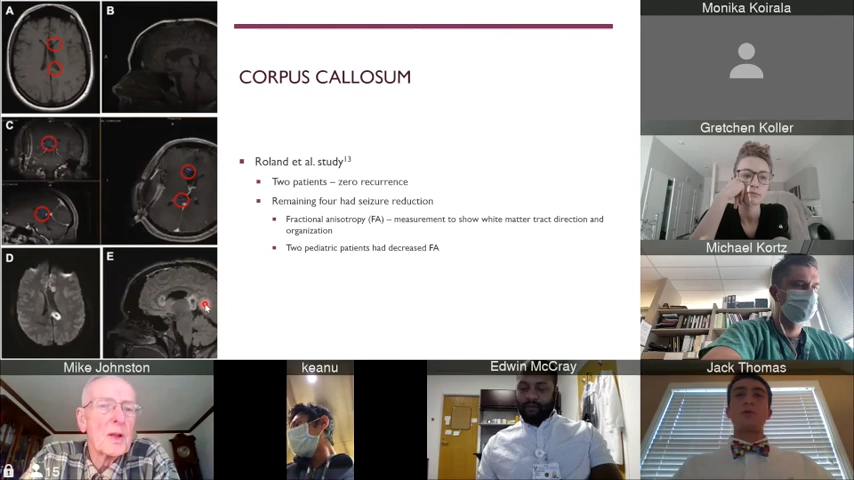 A
B
C
D
E
CORPUS CALLOSUM
Roland et al. study13
Two patients – zero recurrence
Remaining four had seizure reduction
Fractional anisotropy (FA) – measurement to show white matter tract direction and
organization
Two pediatric patients had decreased FA
Monika Koirala
Gretchen Koller
Michael Kortz
Mike Johnston
keanu
Edwin McCray
Jack Thomas
15